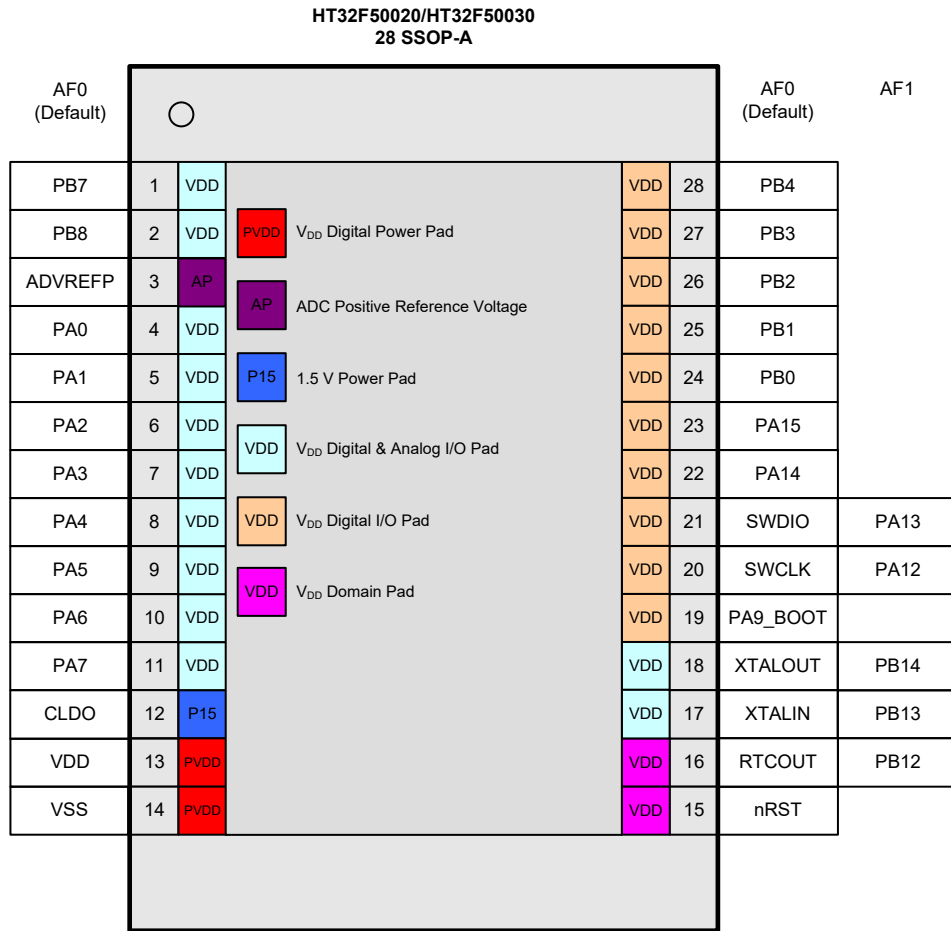 HT32F50020/HT32F50030
28 SSOP-A
AF0
(Default)
AF0
(Default)
AF1
PB7 1 VDD VDD 28 PB4
PB8 2 VDD PVDD VDD Digital Power Pad VDD 27 PB3
ADVREFP 3 AP AP ADC Positive Reference Voltage VDD 26 PB2
PA0 4 VDD VDD 25 PB1
PA1 5 VDD P15 1.5 V Power Pad VDD 24 PB0
PA2 6 VDD VDD VDD Digital & Analog I/O Pad VDD 23 PA15
PA3 7 VDD VDD 22 PA14
PA4 8 VDD VDD VDD Digital I/O Pad VDD 21 SWDIO PA13
PA5 9 VDD VDD VDD Domain Pad VDD 20 SWCLK PA12
PA6 10 VDD VDD 19 PA9_BOOT
PA7 11 VDD VDD 18 XTALOUT PB14
CLDO 12 P15 VDD 17 XTALIN PB13
VDD 13 PVDD VDD 16 RTCOUT PB12
VSS 14 PVDD VDD 15 nRST